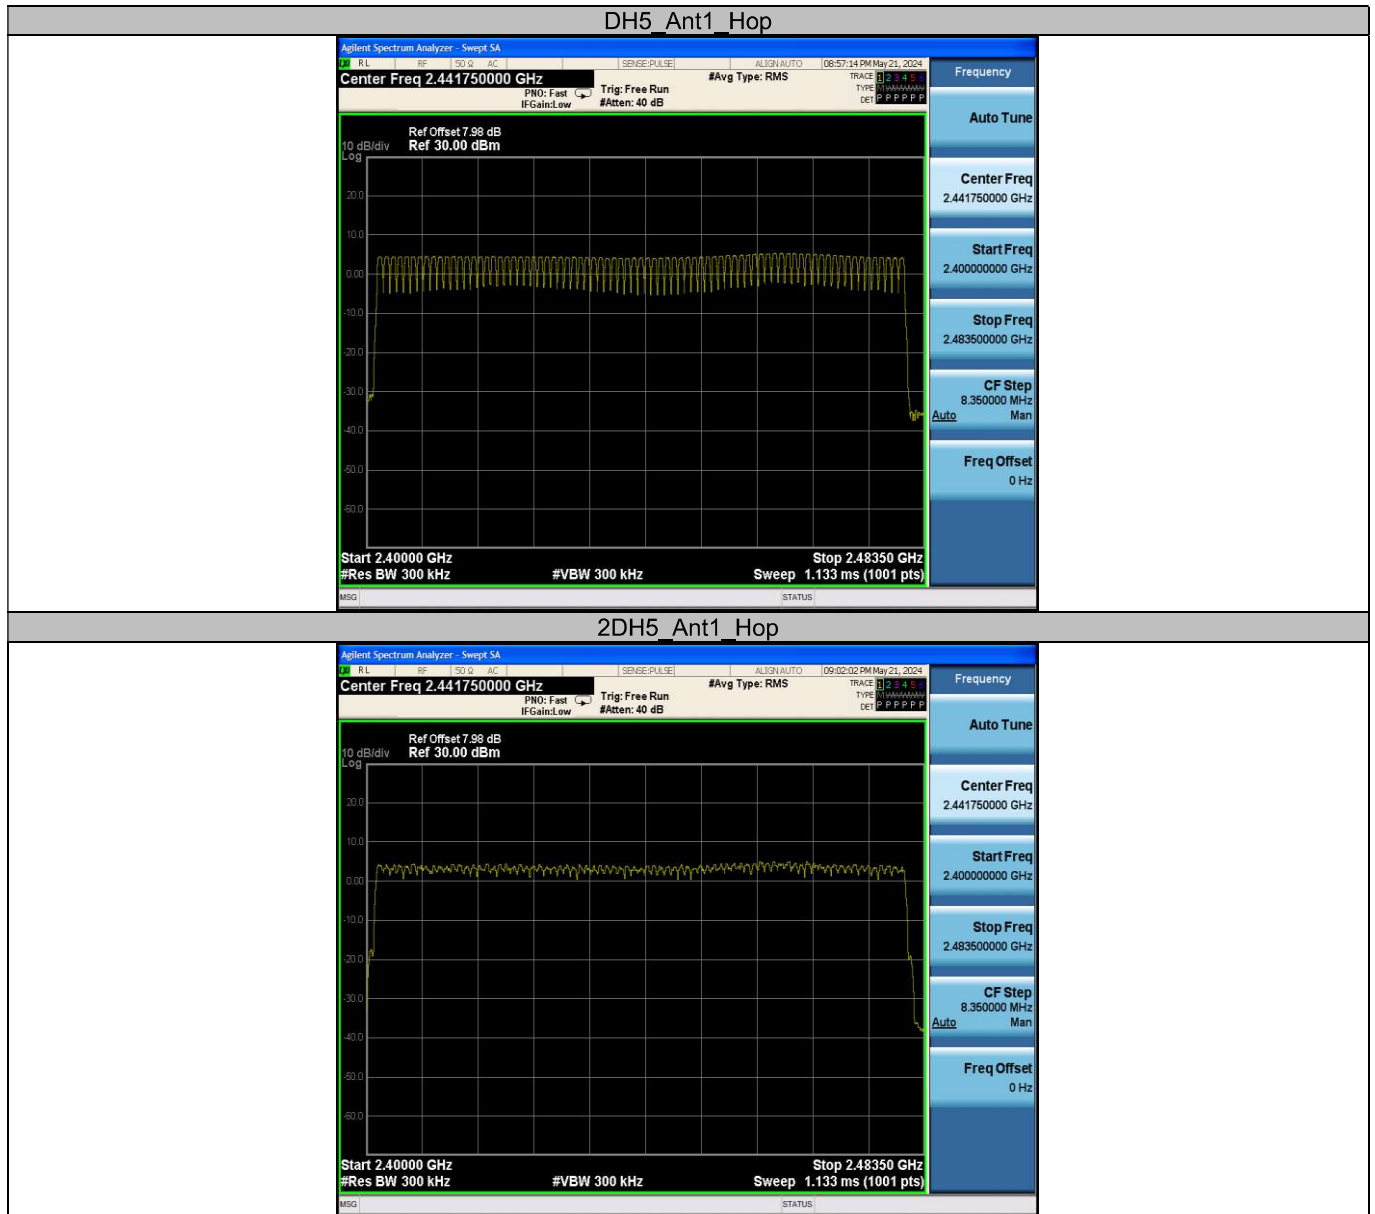 DH5_Ant1_Hop
Agilent Spectrum Analyzer - Swept SA
RL RF 50 Ω AC SENSE:PULSE ALIGN AUTO 08:57:14 PM May 21, 2024
Center Freq 2.441750000 GHz #Avg Type: RMS TRACE 1 2 3 4 5 6
PNO: Fast Trig: Free Run TYPE M
IFGain:Low #Atten: 40 dB DET P P P P P P
Frequency
Auto Tune
Ref Offset 7.98 dB
10 dB/div Ref 30.00 dBm
Log
20.0
10.0
0.00
-10.0
-20.0
-30.0
-40.0
-50.0
-60.0
Center Freq
2.441750000 GHz
Start Freq
2.400000000 GHz
Stop Freq
2.483500000 GHz
CF Step
8.350000 MHz
Auto Man
Freq Offset
0 Hz
Start 2.40000 GHz Stop 2.48350 GHz
#Res BW 300 kHz #VBW 300 kHz Sweep 1.133 ms (1001 pts)
MSG STATUS
2DH5_Ant1_Hop
Agilent Spectrum Analyzer - Swept SA
RL RF 50 Ω AC SENSE:PULSE ALIGN AUTO 09:02:02 PM May 21, 2024
Center Freq 2.441750000 GHz #Avg Type: RMS TRACE 1 2 3 4 5 6
PNO: Fast Trig: Free Run TYPE M
IFGain:Low #Atten: 40 dB DET P P P P P P
Frequency
Auto Tune
Ref Offset 7.98 dB
10 dB/div Ref 30.00 dBm
Log
20.0
10.0
0.00
-10.0
-20.0
-30.0
-40.0
-50.0
-60.0
Center Freq
2.441750000 GHz
Start Freq
2.400000000 GHz
Stop Freq
2.483500000 GHz
CF Step
8.350000 MHz
Auto Man
Freq Offset
0 Hz
Start 2.40000 GHz Stop 2.48350 GHz
#Res BW 300 kHz #VBW 300 kHz Sweep 1.133 ms (1001 pts)
MSG STATUS